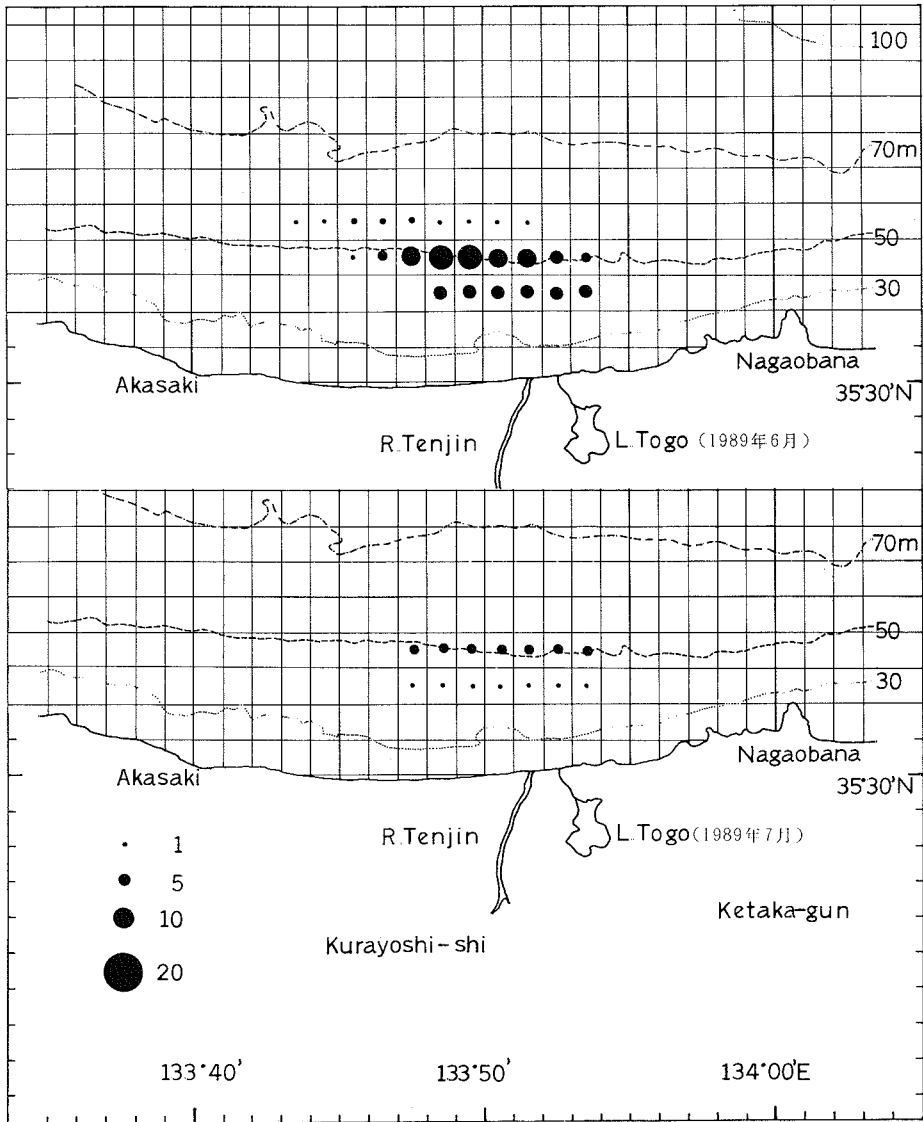 100
70m
50
30
Nagaobana
Akasaki
35°30'N
R.Tenjin
L.Togo (1989年6月)
70m
50
30
Nagaobana
Akasaki
35°30'N
R.Tenjin
L.Togo(1989年7月)
1
5
Ketaka-gun
10
Kurayoshi-shi
20
133°40'
133°50'
134°00'E